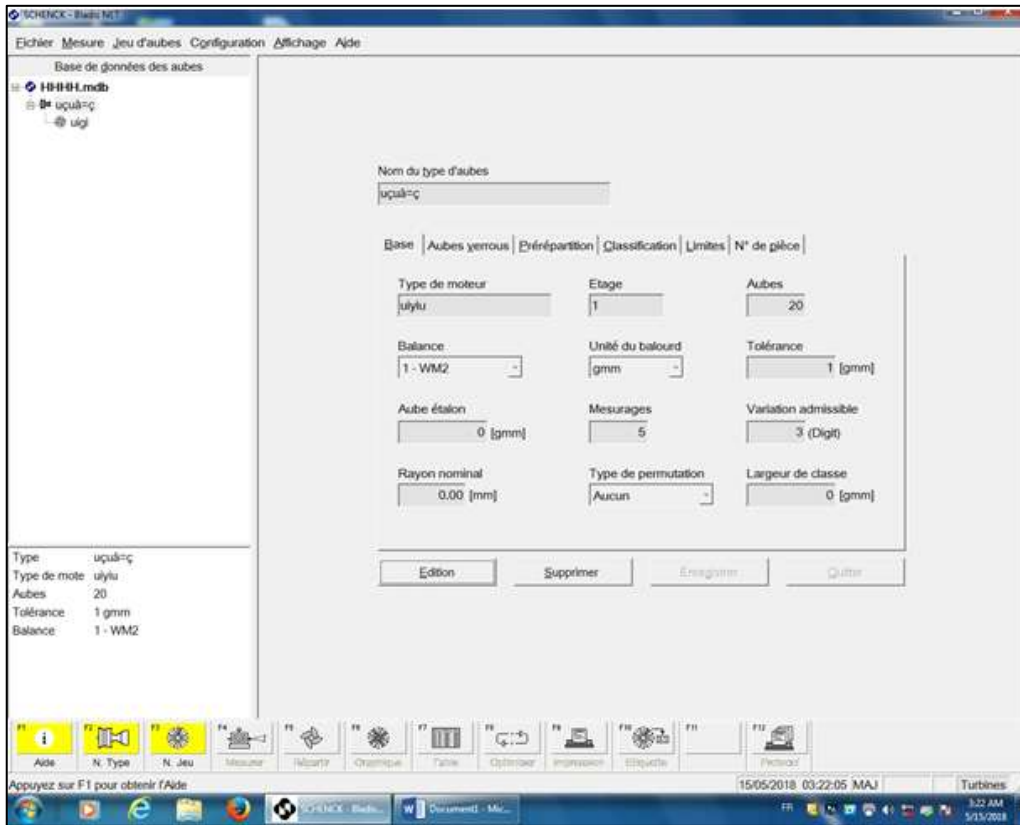 SCHENCK - Bladis NET
Fichier Mesure Jeu d'aubes Configuration Affichage Aide
Base de données des aubes
HHHH.mdb
uçuâ=ç
uigi
Nom du type d'aubes
uçuâ=ç
Base Aubes verrous Prérépartition Classification Limites N° de pièce
Type de moteur Etage Aubes
uiyiu 1 20
Balance Unité du balourd Tolérance
1 - WM2 gmm 1 [gmm]
Aube étalon Mesurages Variation admissible
0 [gmm] 5 3 (Digit)
Rayon nominal Type de permutation Largeur de classe
0.00 [mm] Aucun 0 [gmm]
Edition Supprimer Enregistrer Quitter
Type uçuâ=ç
Type de mote uiyiu
Aubes 20
Tolérance 1 gmm
Balance 1 - WM2
F1 F2 F3 F4 F5 F6 F7 F8 F9 F10 F11 F12
Aide N. Type N. Jeu Mesurer Répartir Graphique Table Optimiser Impression Etiquette Protocol
Appuyez sur F1 pour obtenir l'Aide 15/05/2018 03:22:05 MAJ Turbines
SCHENCK - Bladis... Document1 - Mic... FR 3:22 AM
5/15/2018